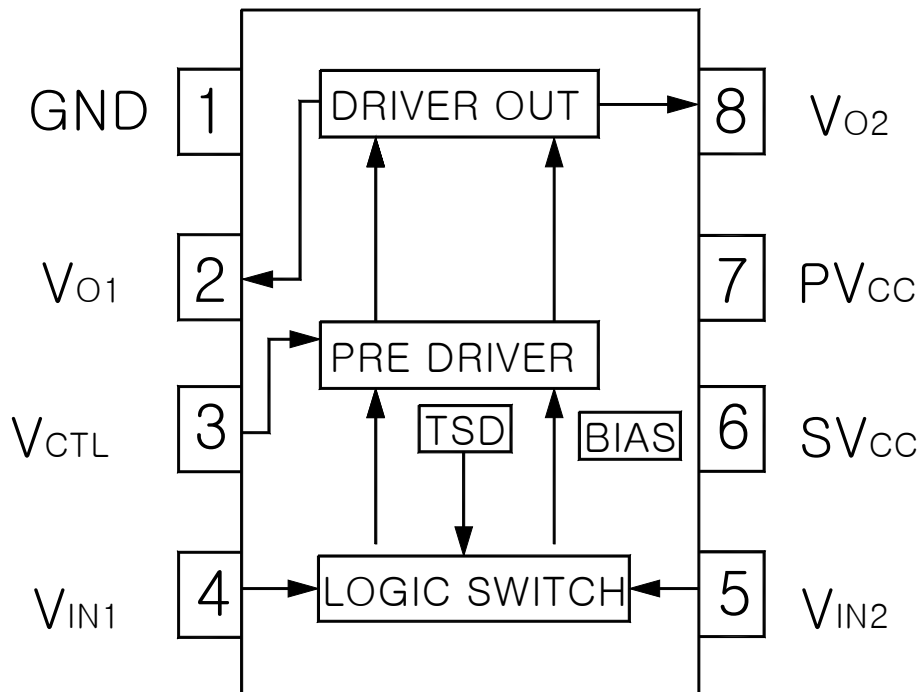 GND 1 DRIVER OUT 8 VO2
VO1 2 7 PVCC
PRE DRIVER
VCTL 3 TSD BIAS 6 SVCC
VIN1 4 LOGIC SWITCH 5 VIN2